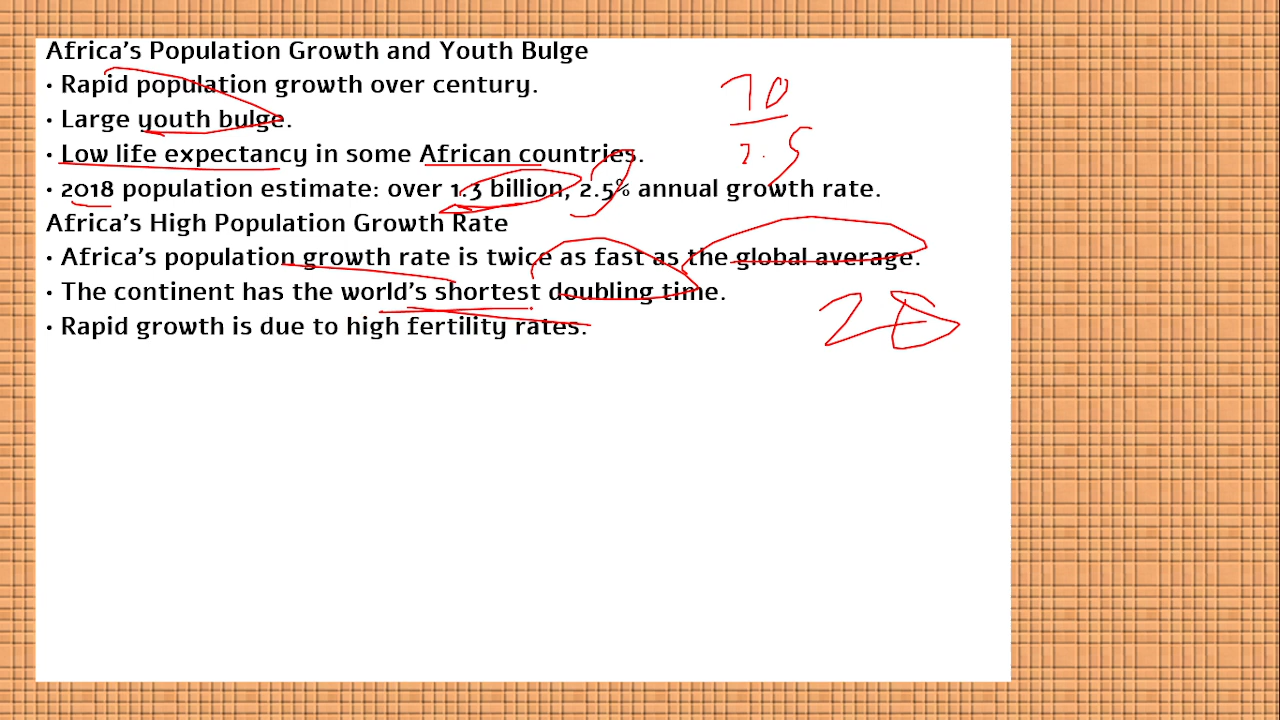 Africa's Population Growth and Youth Bulge
• Rapid population growth over century.
• Large youth bulge.
• Low life expectancy in some African countries.
• 2018 population estimate: over 1.3 billion, 2.5% annual growth rate.
Africa's High Population Growth Rate
• Africa's population growth rate is twice as fast as the global average.
• The continent has the world's shortest doubling time.
• Rapid growth is due to high fertility rates.
70
2.5
28